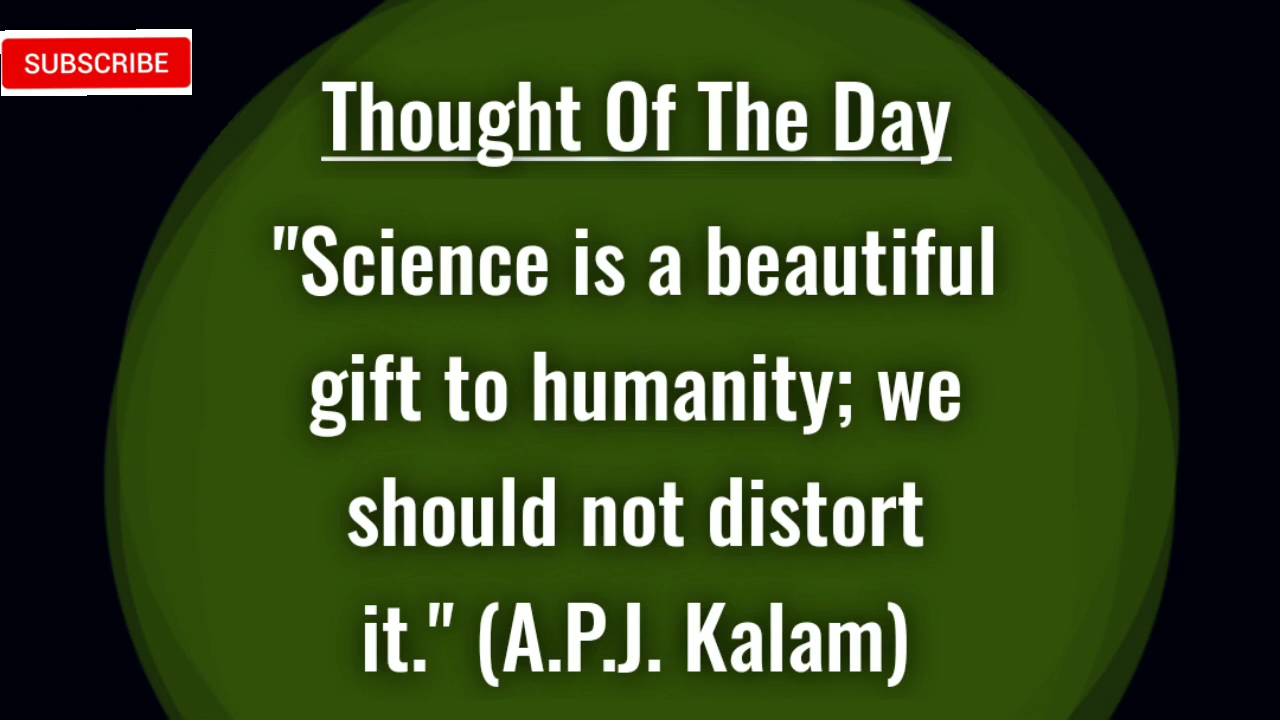 SUBSCRIBE
Thought Of The Day
"Science is a beautiful
gift to humanity; we
should not distort
it." (A.P.J. Kalam)